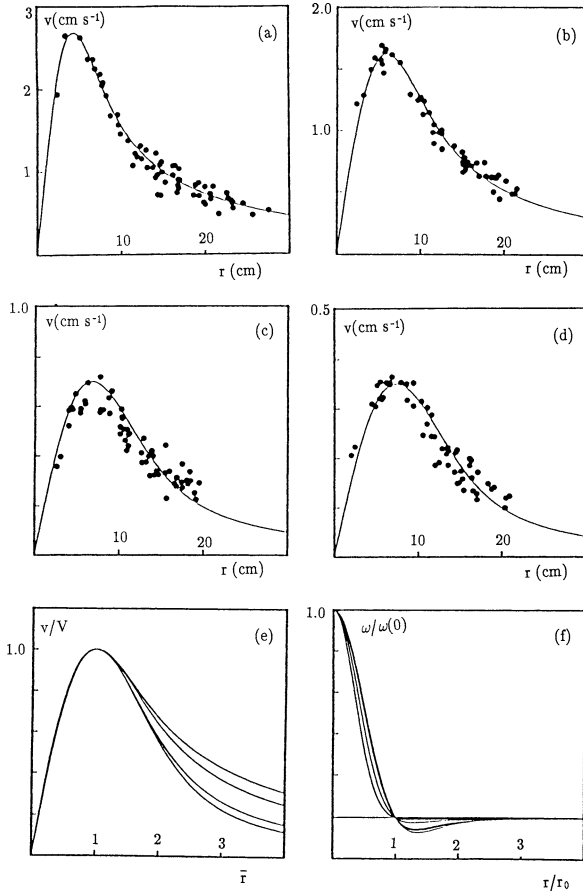 3
v(cm s⁻¹)
(a)
2
1
10
20
r (cm)
2.0
v(cm s⁻¹)
(b)
1.0
10
20
r (cm)
1.0
v(cm s⁻¹)
(c)
10
20
r (cm)
0.5
v(cm s⁻¹)
(d)
10
20
r (cm)
v/V
(e)
1.0
1
2
3
r̄
1.0
ω/ω(0)
(f)
1
2
3
r/r₀